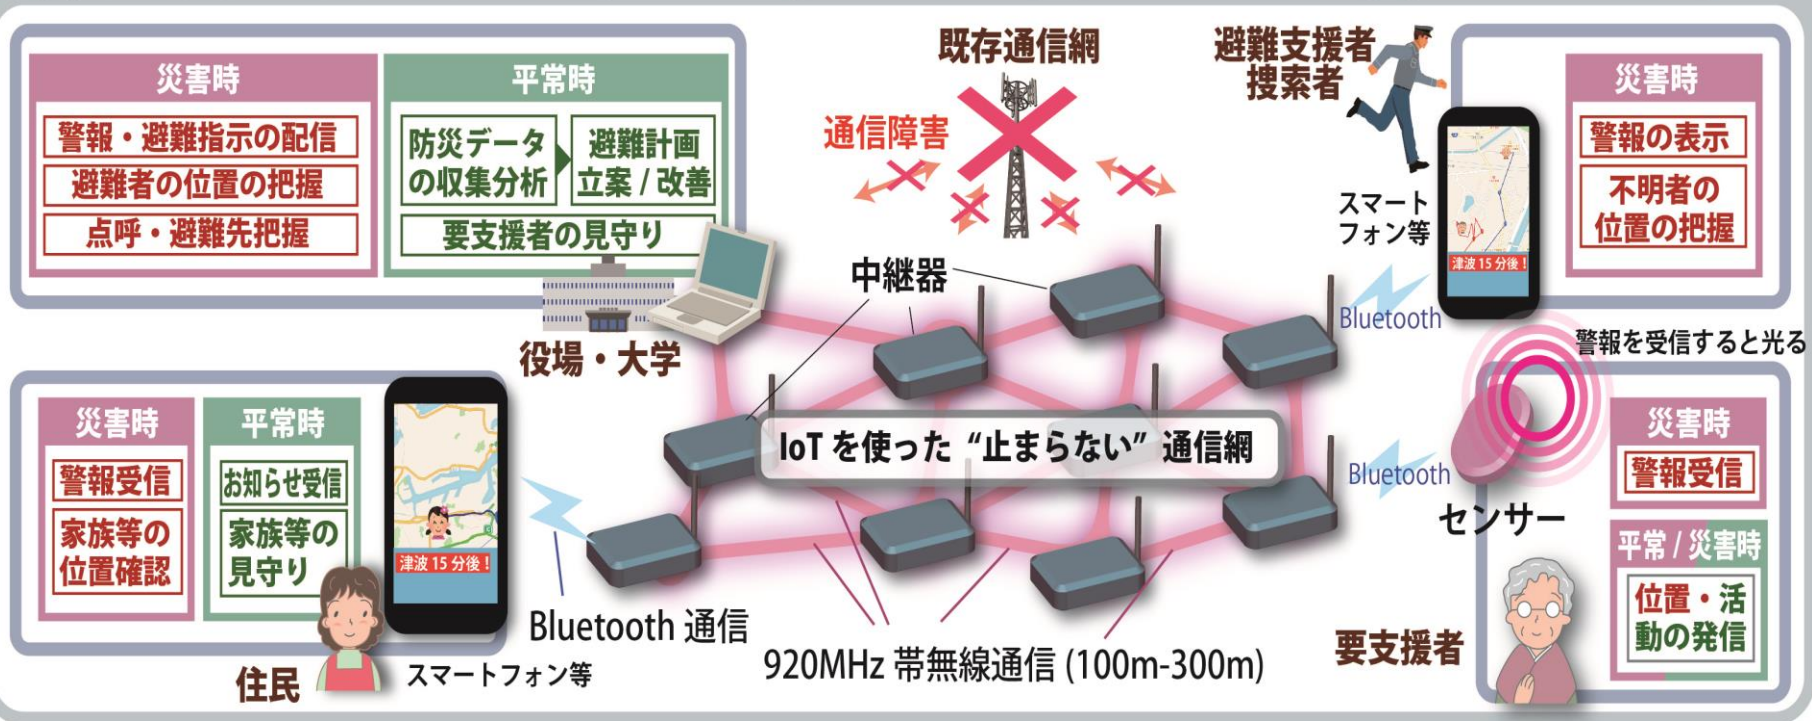 災害時
警報・避難指示の配信
避難者の位置の把握
点呼・避難先把握
平常時
防災データ
の収集分析
避難計画
立案 / 改善
要支援者の見守り
役場・大学
既存通信網
通信障害
中継器
避難支援者
捜索者
スマート
フォン等
津波 15 分後！
災害時
警報の表示
不明者の
位置の把握
Bluetooth
警報を受信すると光る
災害時
警報受信
家族等の
位置確認
平常時
お知らせ受信
家族等の
見守り
津波 15 分後！
住民
スマートフォン等
IoT を使った “止まらない” 通信網
Bluetooth 通信
920MHz 帯無線通信 (100m-300m)
Bluetooth
センサー
要支援者
災害時
警報受信
平常 / 災害時
位置・活
動の発信